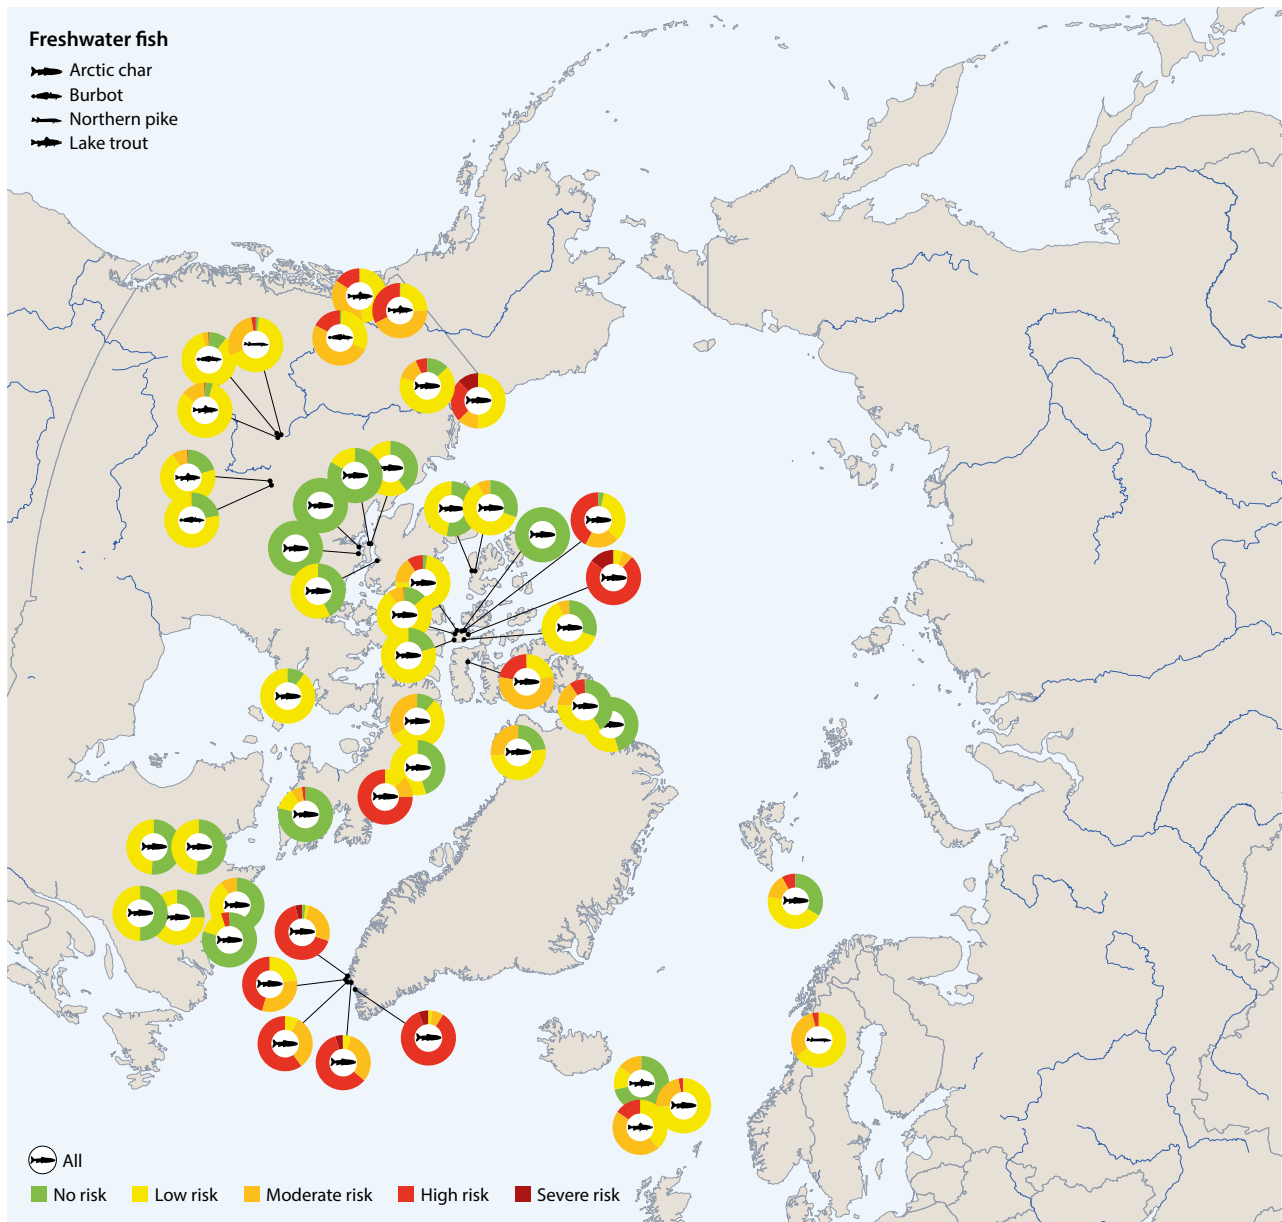 Freshwater fish
Arctic char
Burbot
Northern pike
Lake trout
All
No risk
Low risk
Moderate risk
High risk
Severe risk